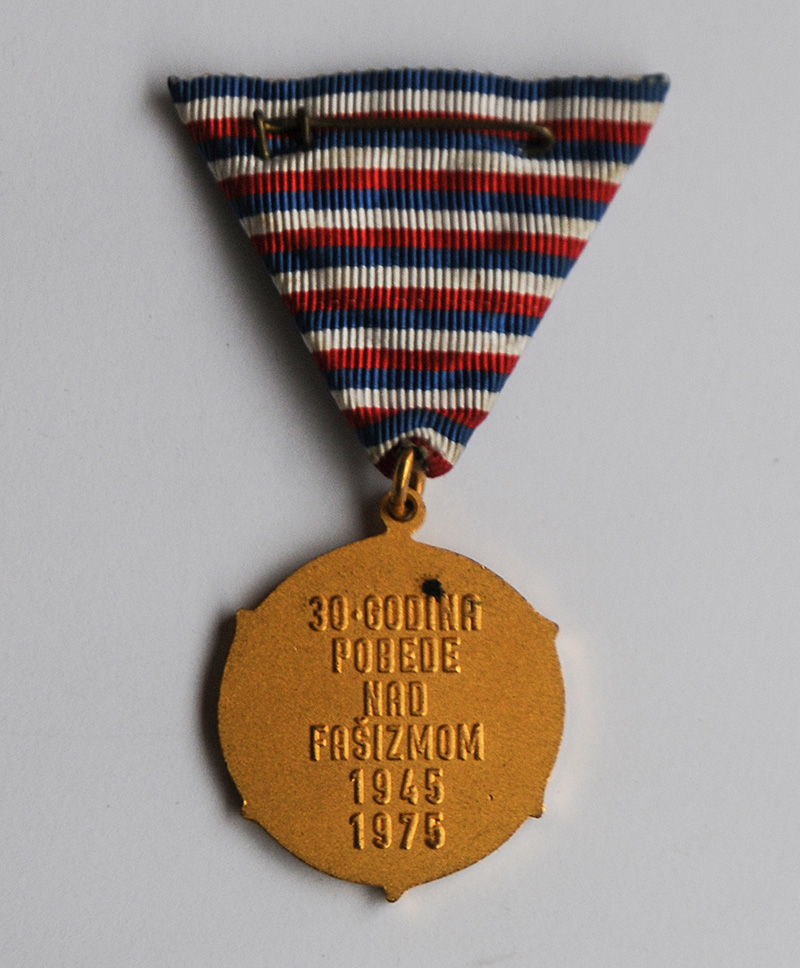 30·GODINA
POBEDE
NAD
FAŠIZMOM
1945
1975